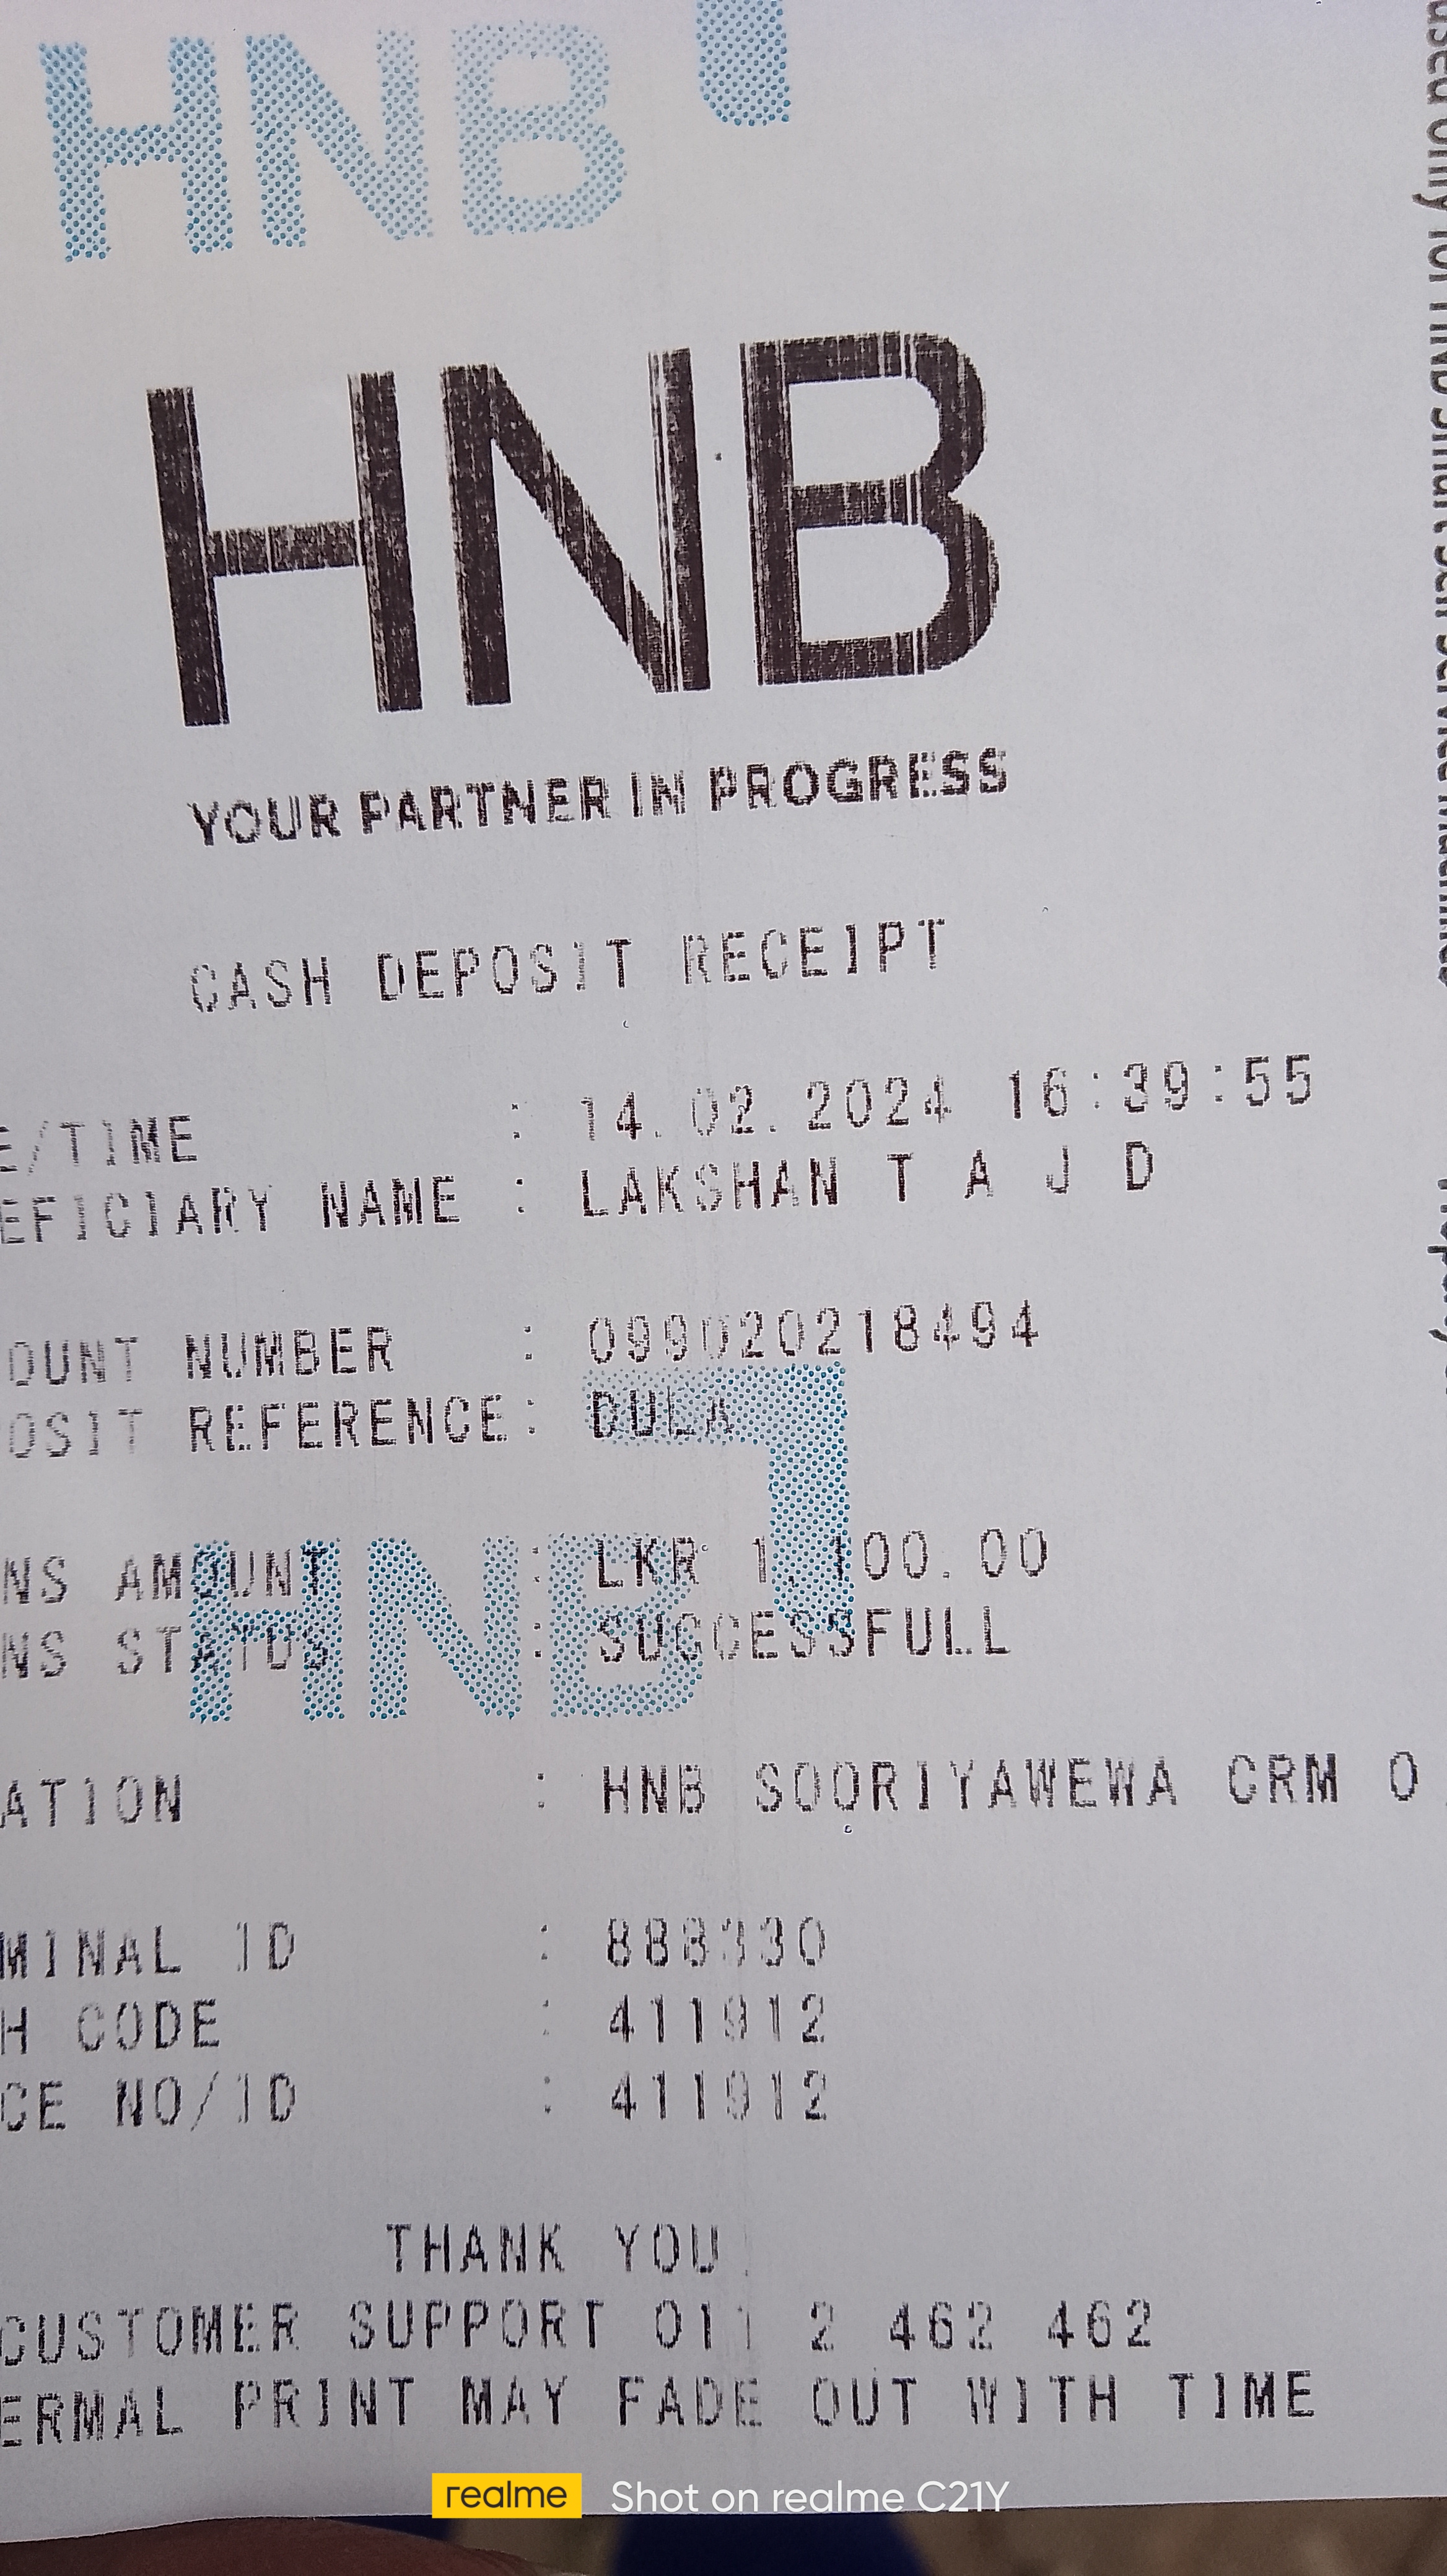 HNB
HNB
YOUR PARTNER IN PROGRESS
CASH DEPOSIT RECEIPT
E/TIME : 14.02.2024 16:39:55
EFICIARY NAME : LAKSHAN T A J D
OUNT NUMBER : 099020218494
OSIT REFERENCE: DULA
NS AMOUNT : LKR 1,100.00
NS STATUS : SUCCESSFULL
HNB
ATION : HNB SOORIYAWEWA CRM 0
MINAL ID : 888330
H CODE : 411912
CE NO/ID : 411912
THANK YOU
CUSTOMER SUPPORT 011 2 462 462
ERMAL PRINT MAY FADE OUT WITH TIME
realme Shot on realme C21Y